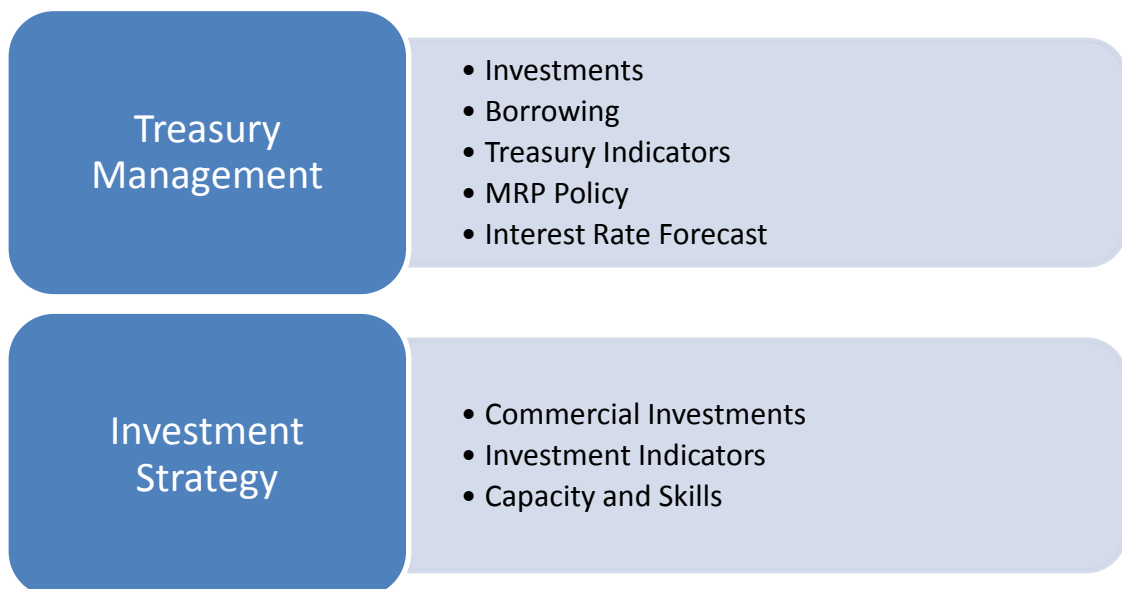 Treasury
Management
• Investments
• Borrowing
• Treasury Indicators
• MRP Policy
• Interest Rate Forecast
Investment
Strategy
• Commercial Investments
• Investment Indicators
• Capacity and Skills